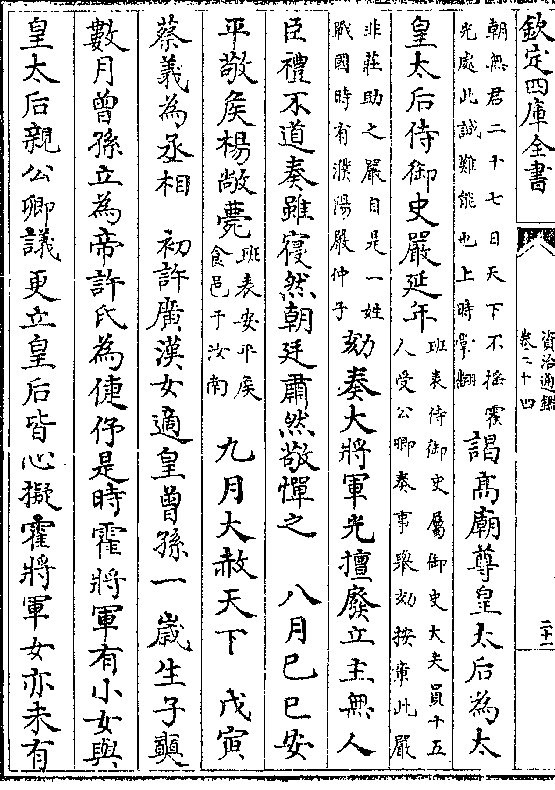 欽定四庫全書
資治通鑑
卷二十四
二十一
朝無君二十七日天下不搖霍
光處此誠難能也上時掌翻
謁高廟尊皇太后為太
皇太后侍御史嚴延年
班表侍御史屬御史大夫員十五
人受公卿奏事舉劾按章此嚴
非莊助之嚴自是一姓
戰國時有濮陽嚴仲子
劾奏大將軍光擅廢立主無人
臣禮不道奏雖寑然朝廷肅然敬憚之 八月己巳安
平敬侯楊敞薨
班表安平侯
食邑于汝南
九月大赦天下 戊寅
蔡義為丞相 初許廣漢女適皇曾孫一歲生子奭
數月曾孫立為帝許氏為倢伃是時霍將軍有小女與
皇太后親公卿議更立皇后皆心擬霍將軍女亦未有